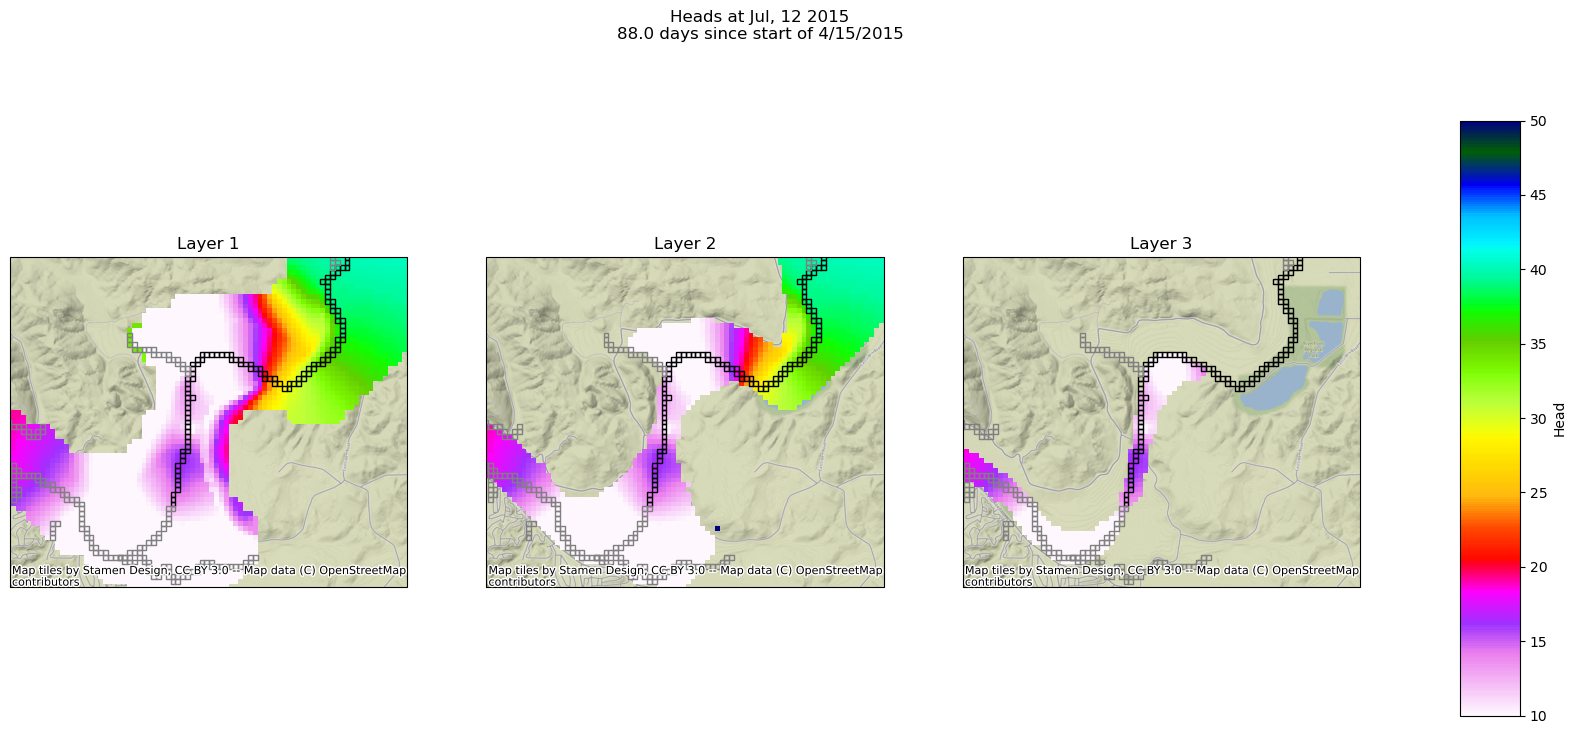 Heads at Jul, 12 2015
88.0 days since start of 4/15/2015
Layer 1
Layer 2
Layer 3
Map tiles by Stamen Design, CC BY 3.0 -- Map data (C) OpenStreetMap
contributors
Map tiles by Stamen Design, CC BY 3.0 -- Map data (C) OpenStreetMap
contributors
Map tiles by Stamen Design, CC BY 3.0 -- Map data (C) OpenStreetMap
contributors
50
45
40
35
30
25
20
15
10
Head